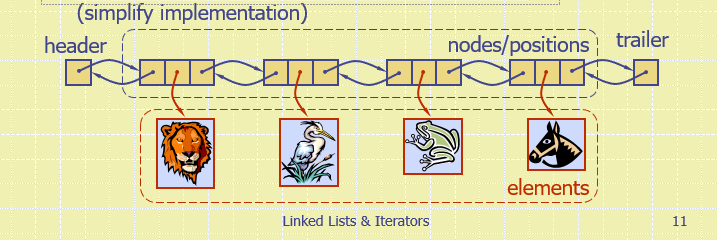 (simplify implementation)
header
nodes/positions
trailer
elements
Linked Lists & Iterators
11